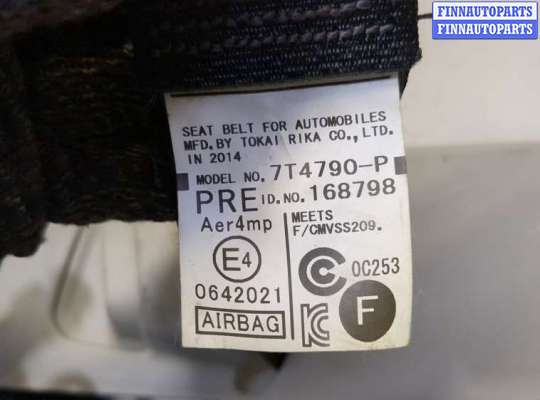 FINNAUTOPARTS
FINNAUTOPARTS
SEAT BELT FOR AUTOMOBILES
MFD. BY TOKAI RIKA CO., LTD.
IN 2014
MODEL NO. 7T4790-P
PRE ID.NO. 168798
Aer4mp
MEETS
F/CMVSS209.
E4
0C253
0642021
AIRBAG
F